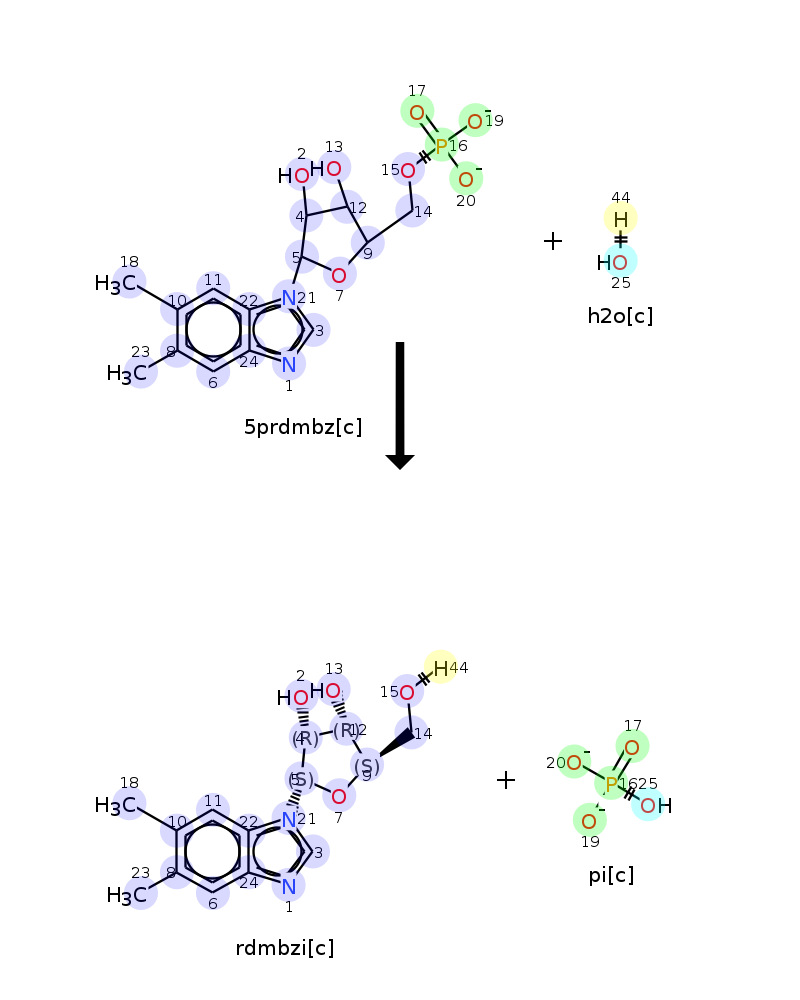 17
O
O- 19
P 16
2
13
HO
HO
15 O
O-
20
4
12
14
5
9
O
7
44
H
+
HO
25
h2o[c]
18
H3C
11
10
22
N 21
3
8
24
23
H3C
6
N
1
5prdmbz[c]
2
13
HO
HO
H 44
15 O
(R)
4
(R)
12
14
(S)
5
(S)
9
O
7
17
O
20 O-
+
P 16
25
OH
O-
19
pi[c]
18
H3C
11
10
22
N 21
3
8
24
23
H3C
6
N
1
rdmbzi[c]